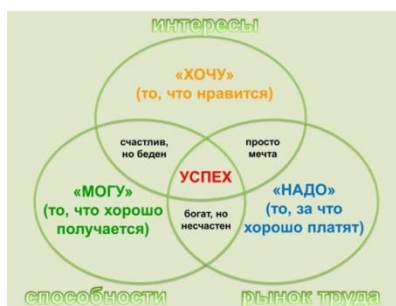 интересы
«ХОЧУ»
(то, что нравится)
счастлив,
но беден
просто
мечта
УСПЕХ
«МОГУ»
(то, что хорошо
получается)
богат, но
несчастен
«НАДО»
(то, за что
хорошо платят)
способности
рынок труда